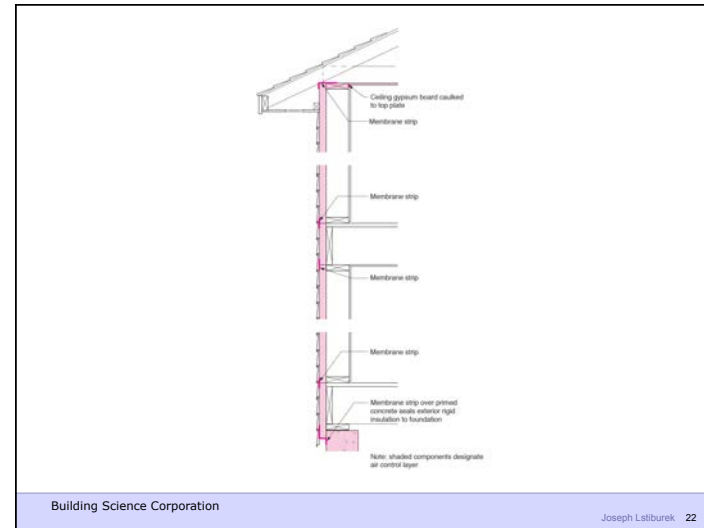 Ceiling gypsum board caulked
to top plate
Membrane strip
Membrane strip
Membrane strip
Membrane strip
Membrane strip over primed
concrete seals exterior rigid
insulation to foundation
Note: shaded components designate
air control layer
Building Science Corporation
Joseph Lstiburek 22